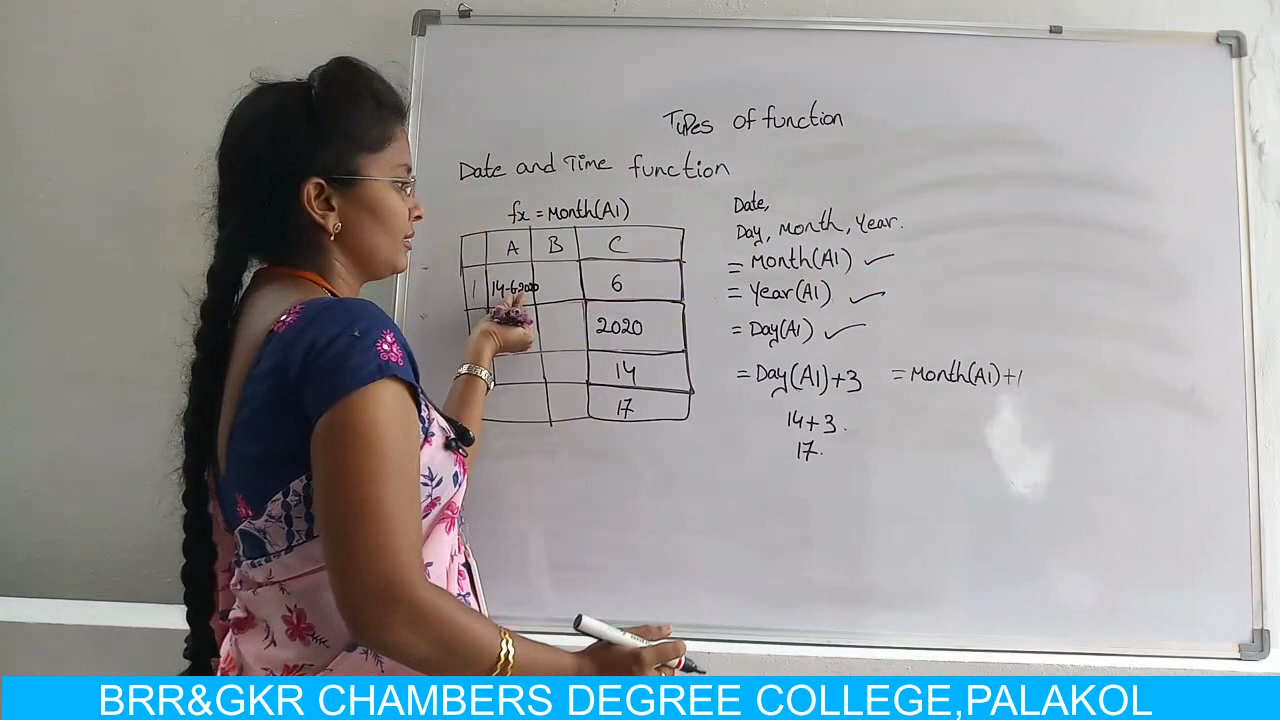 Types of function
Date and Time function
fx = Month(A1)
A B C
1 14-6-2020 6
2020
14
17
Date,
Day, Month, Year.
= Month(A1) ✓
= Year(A1) ✓
= Day(A1) ✓
= Day(A1)+3 = Month(A1)+1
14+3.
17.
BRR&GKR CHAMBERS DEGREE COLLEGE,PALAKOL